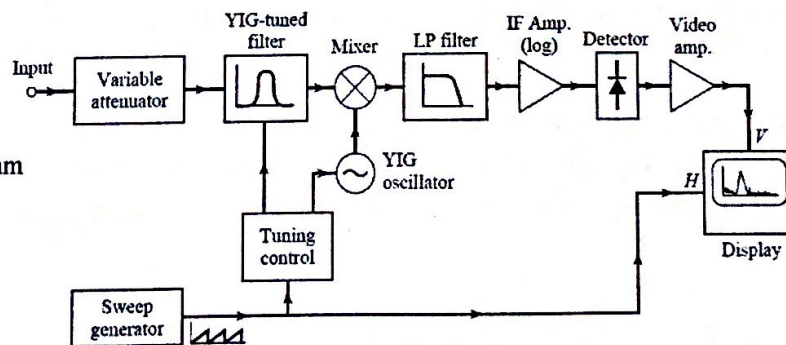 YIG-tuned
filter
Mixer
LP filter
IF Amp.
(log)
Detector
Video
amp.
Input
Variable
attenuator
YIG
oscillator
V
H
Display
Tuning
control
Sweep
generator